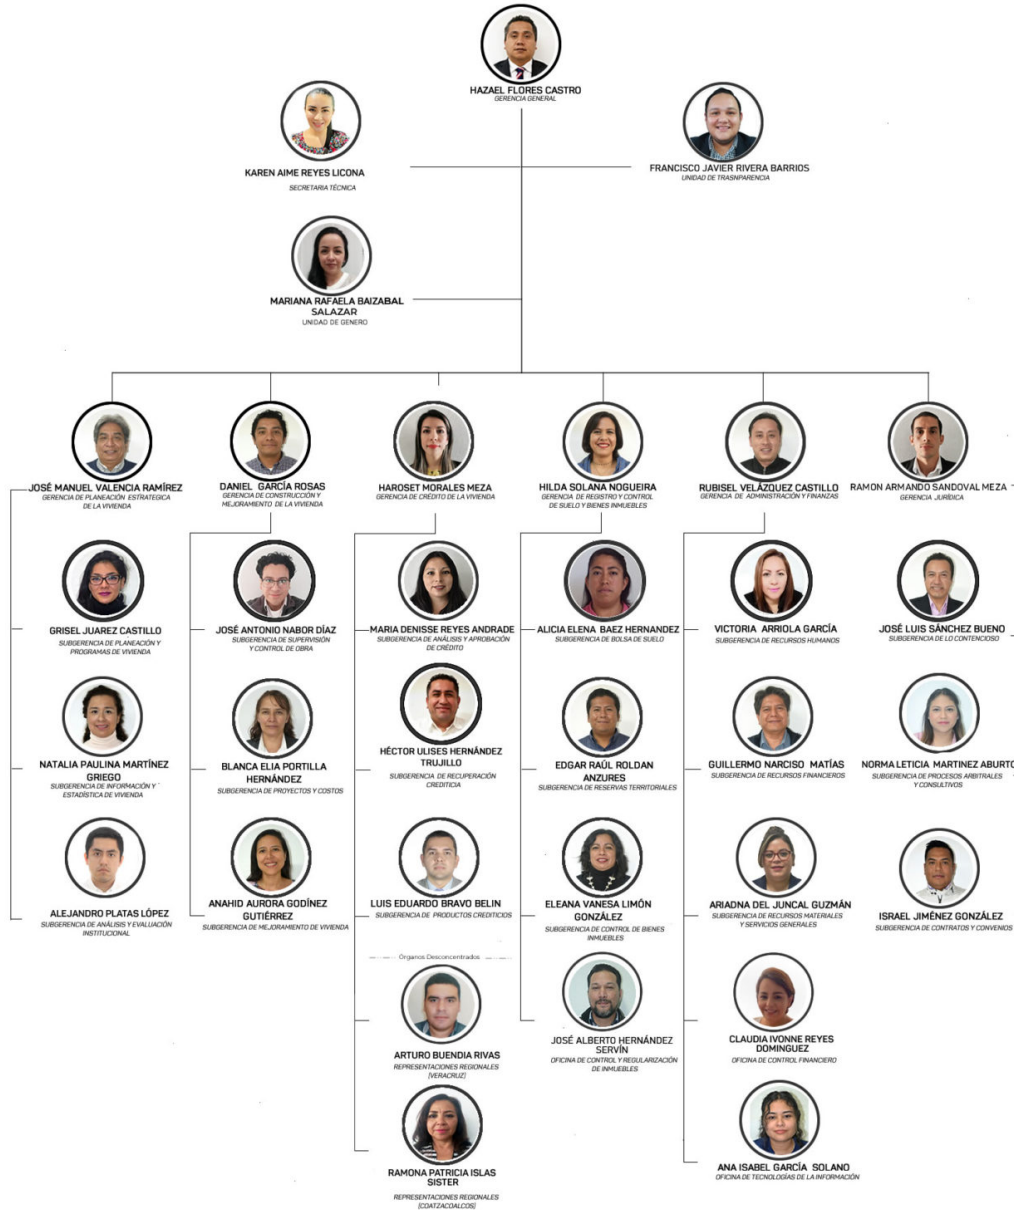 HAZAEL FLORES CASTRO
GERENCIA GENERAL
KAREN AIME REYES LICONA
SECRETARIA TÉCNICA
FRANCISCO JAVIER RIVERA BARRIOS
UNIDAD DE TRASNPARENCIA
MARIANA RAFAELA BAIZABAL
SALAZAR
UNIDAD DE GENERO
JOSÉ MANUEL VALENCIA RAMÍREZ
GERENCIA DE PLANEACIÓN ESTRATEGICA
DE LA VIVIENDA
DANIEL GARCÍA ROSAS
GERENCIA DE CONSTRUCCIÓN Y
MEJORAMIENTO DE LA VIVIENDA
HAROSET MORALES MEZA
GERENCIA DE CRÉDITO DE LA VIVIENDA
HILDA SOLANA NOGUEIRA
GERENCIA DE REGISTRO Y CONTROL
DE SUELO Y BIENES INMUEBLES
RUBISEL VELÁZQUEZ CASTILLO
GERENCIA DE ADMINISTRACIÓN Y FINANZAS
RAMON ARMANDO SANDOVAL MEZA
GERENCIA JURÍDICA
GRISEL JUAREZ CASTILLO
SUBGERENCIA DE PLANEACIÓN Y
PROGRAMAS DE VIVIENDA
JOSÉ ANTONIO NABOR DÍAZ
SUBGERENCIA DE SUPERVISIÓN
Y CONTROL DE OBRA
MARIA DENISSE REYES ANDRADE
SUBGERENCIA DE ANÁLISIS Y APROBACIÓN
DE CRÉDITO
ALICIA ELENA BAEZ HERNANDEZ
SUBGERENCIA DE BOLSA DE SUELO
VICTORIA ARRIOLA GARCÍA
SUBGERENCIA DE RECURSOS HUMANOS
JOSÉ LUIS SÁNCHEZ BUENO
SUBGERENCIA DE LO CONTENCIOSO
NATALIA PAULINA MARTÍNEZ
GRIEGO
SUBGERENCIA DE INFORMACIÓN Y
ESTADÍSTICA DE VIVIENDA
BLANCA ELIA PORTILLA
HERNÁNDEZ
SUBGERENCIA DE PROYECTOS Y COSTOS
HÉCTOR ULISES HERNÁNDEZ
TRUJILLO
SUBGERENCIA DE RECUPERACIÓN
CREDITICIA
EDGAR RAÚL ROLDAN
ANZURES
SUBGERENCIA DE RESERVAS TERRITORIALES
GUILLERMO NARCISO MATÍAS
SUBGERENCIA DE RECURSOS FINANCIEROS
NORMA LETICIA MARTINEZ ABURTO
SUBGERENCIA DE PROCESOS ARBITRALES
Y CONSULTIVOS
ALEJANDRO PLATAS LÓPEZ
SUBGERENCIA DE ANÁLISIS Y EVALUACIÓN
INSTITUCIONAL
ANAHID AURORA GODÍNEZ
GUTIÉRREZ
SUBGERENCIA DE MEJORAMIENTO DE VIVIENDA
LUIS EDUARDO BRAVO BELIN
SUBGERENCIA DE PRODUCTOS CREDITICIOS
ELEANA VANESA LIMÓN
GONZÁLEZ
SUBGERENCIA DE CONTROL DE BIENES
INMUEBLES
ARIADNA DEL JUNCAL GUZMÁN
SUBGERENCIA DE RECURSOS MATERIALES
Y SERVICIOS GENERALES
ISRAEL JIMÉNEZ GONZÁLEZ
SUBGERENCIA DE CONTRATOS Y CONVENIOS
Organos Desconcentrados
ARTURO BUENDIA RIVAS
REPRESENTACIONES REGIONALES
(VERACRUZ)
JOSÉ ALBERTO HERNÁNDEZ
SERVÍN
OFICINA DE CONTROL Y REGULARIZACIÓN
DE INMUEBLES
CLAUDIA IVONNE REYES
DOMINGUEZ
OFICINA DE CONTROL FINANCIERO
RAMONA PATRICIA ISLAS
SISTER
REPRESENTACIONES REGIONALES
(COATZACOALCOS)
ANA ISABEL GARCÍA SOLANO
OFICINA DE TECNOLOGÍAS DE LA INFORMACIÓN